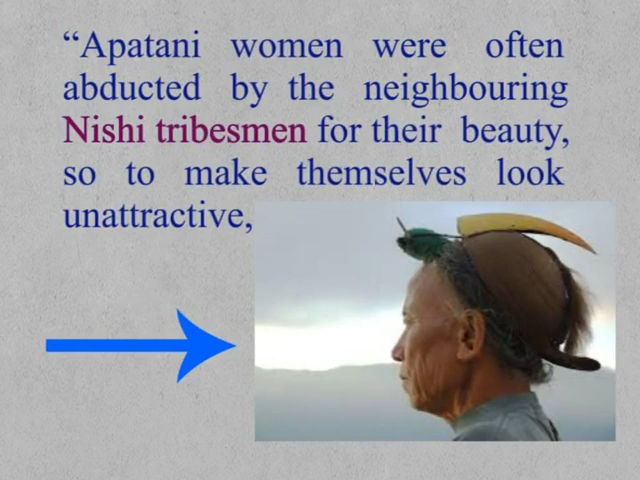 “Apatani women were often
abducted by the neighbouring
Nishi tribesmen for their beauty,
so to make themselves look
unattractive,